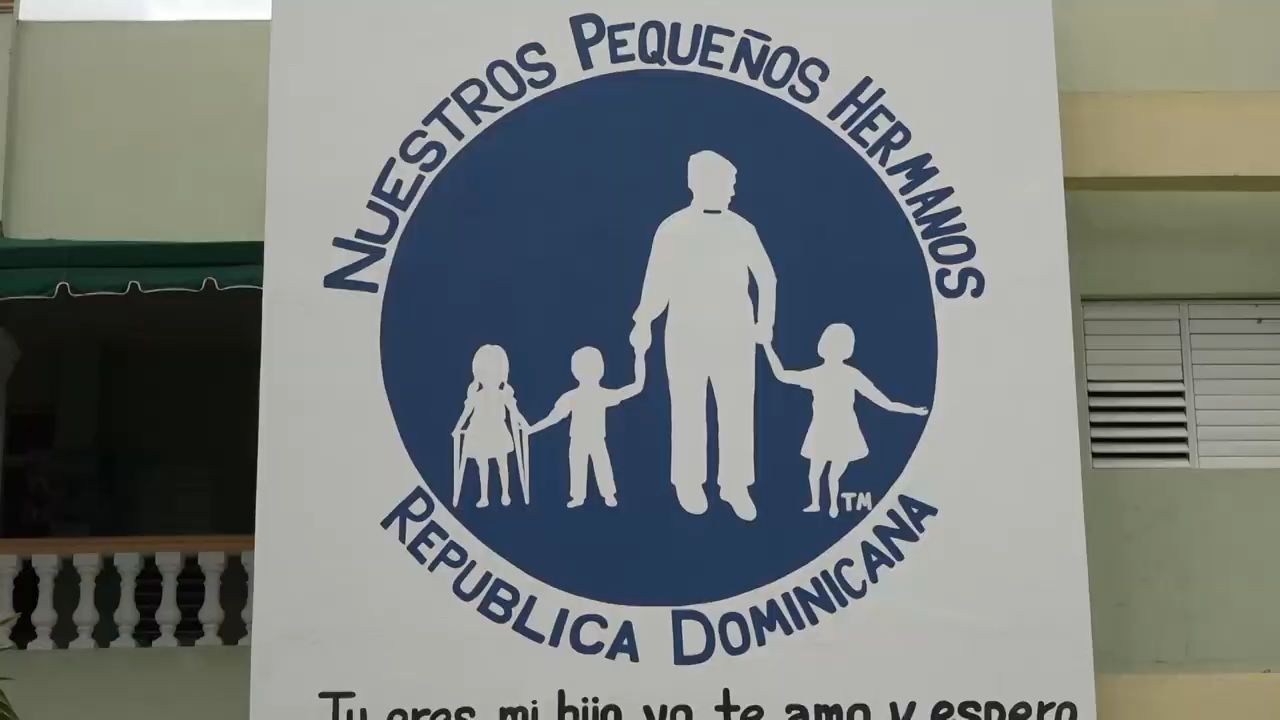 NUESTROS PEQUEÑOS HERMANOS
TM
REPUBLICA DOMINICANA
Tu eres mi hijo yo te amo y espero